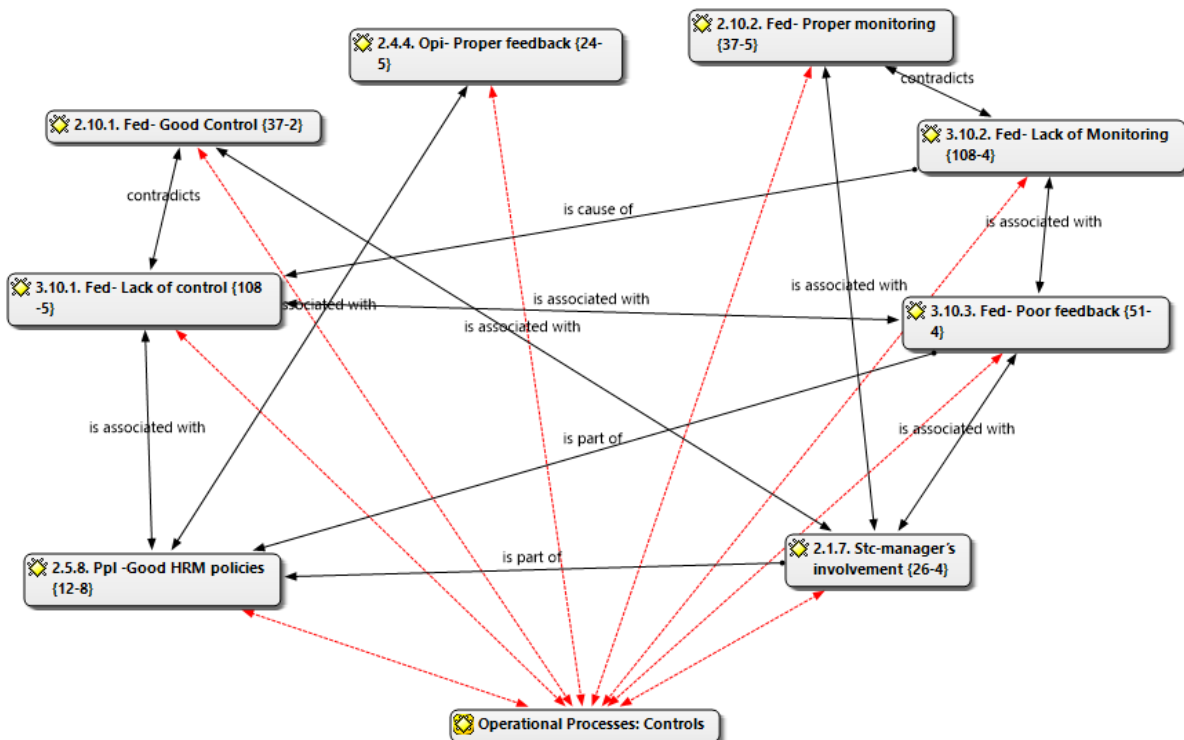 2.10.2. Fed- Proper monitoring
{37-5}
2.4.4. Opi- Proper feedback {24-
5}
contradicts
2.10.1. Fed- Good Control {37-2}
3.10.2. Fed- Lack of Monitoring
{108-4}
contradicts
is cause of
is associated with
3.10.1. Fed- Lack of control {108
-5}
is associated with
is associated with
is associated with
sociated with
3.10.3. Fed- Poor feedback {51-
4}
is associated with
is associated with
is part of
2.5.8. Ppl -Good HRM policies
{12-8}
is part of
2.1.7. Stc-manager´s
involvement {26-4}
Operational Processes: Controls